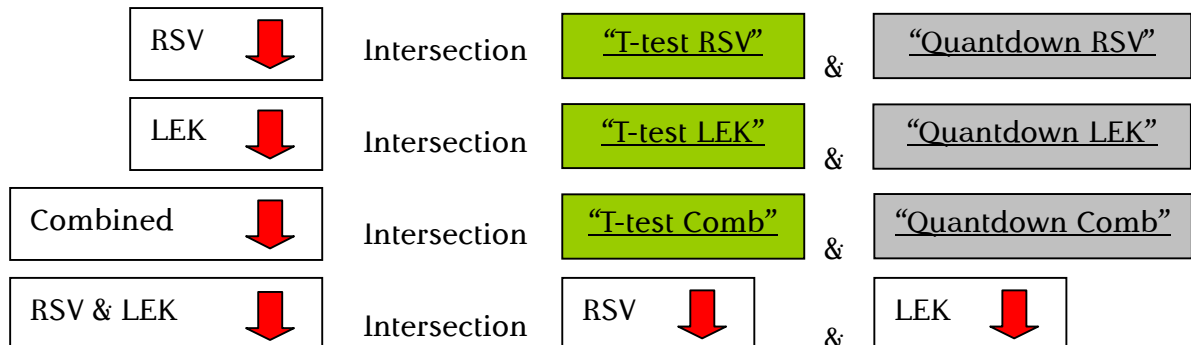 RSV Intersection “T-test RSV” & “Quantdown RSV”
LEK Intersection “T-test LEK” & “Quantdown LEK”
Combined Intersection “T-test Comb” & “Quantdown Comb”
RSV & LEK Intersection RSV & LEK